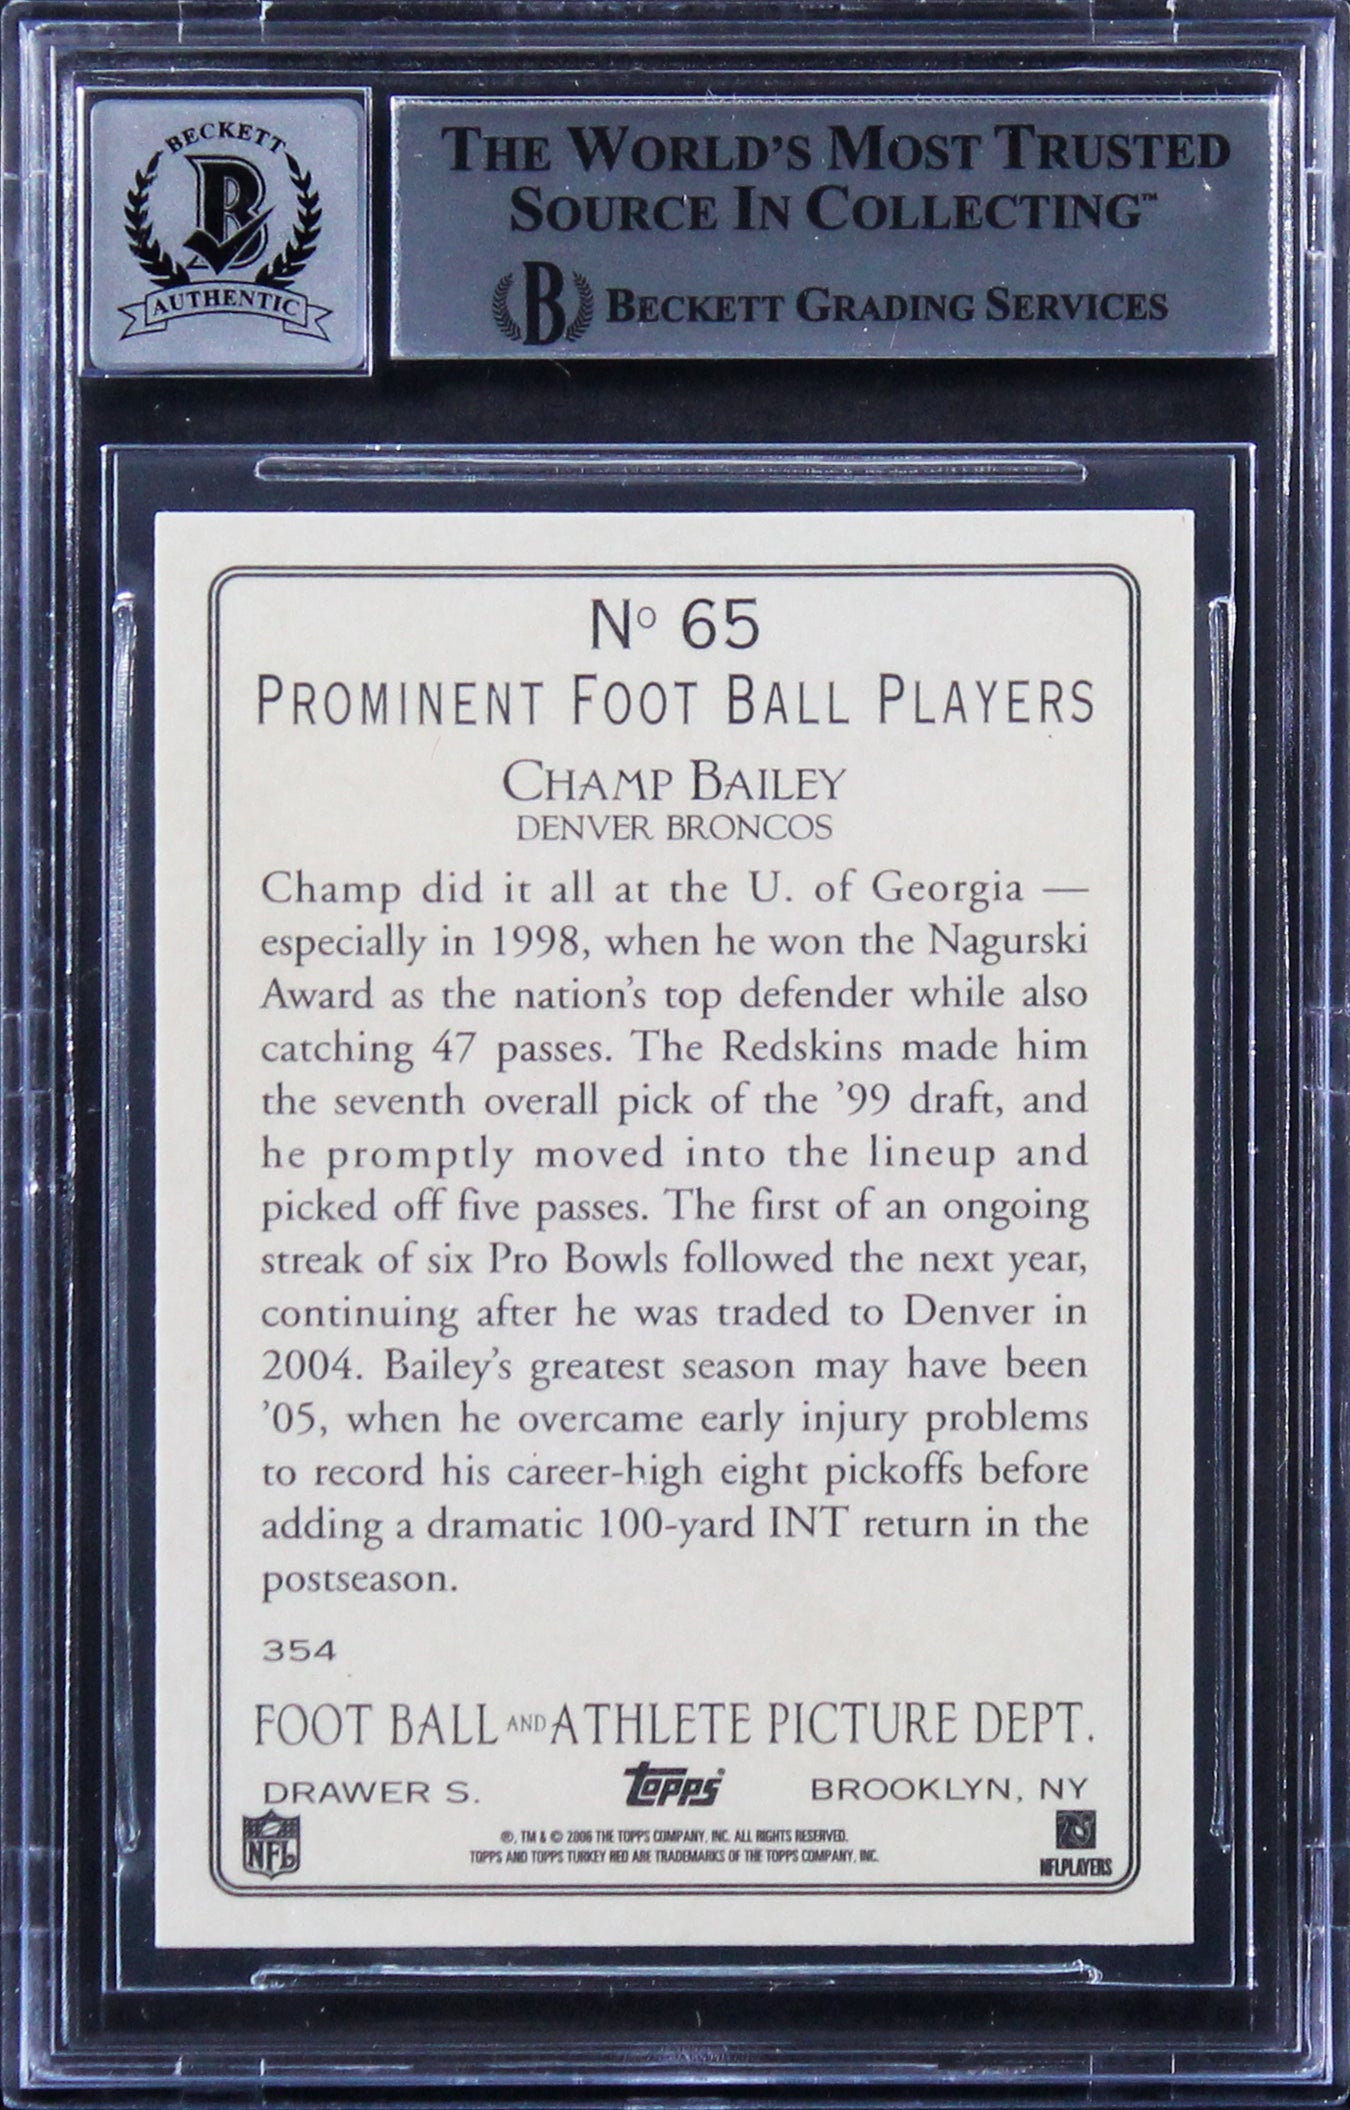 BECKETT
AUTHENTIC
THE WORLD'S MOST TRUSTED
SOURCE IN COLLECTING™
B BECKETT GRADING SERVICES
No 65
PROMINENT FOOT BALL PLAYERS
CHAMP BAILEY
DENVER BRONCOS
Champ did it all at the U. of Georgia —
especially in 1998, when he won the Nagurski
Award as the nation's top defender while also
catching 47 passes. The Redskins made him
the seventh overall pick of the '99 draft, and
he promptly moved into the lineup and
picked off five passes. The first of an ongoing
streak of six Pro Bowls followed the next year,
continuing after he was traded to Denver in
2004. Bailey's greatest season may have been
'05, when he overcame early injury problems
to record his career-high eight pickoffs before
adding a dramatic 100-yard INT return in the
postseason.
354
FOOT BALL AND ATHLETE PICTURE DEPT.
DRAWER S. Topps BROOKLYN, NY
®, TM & © 2006 THE TOPPS COMPANY, INC. ALL RIGHTS RESERVED.
TOPPS AND TOPPS TURKEY RED ARE TRADEMARKS OF THE TOPPS COMPANY, INC.
NFL
NFLPLAYERS